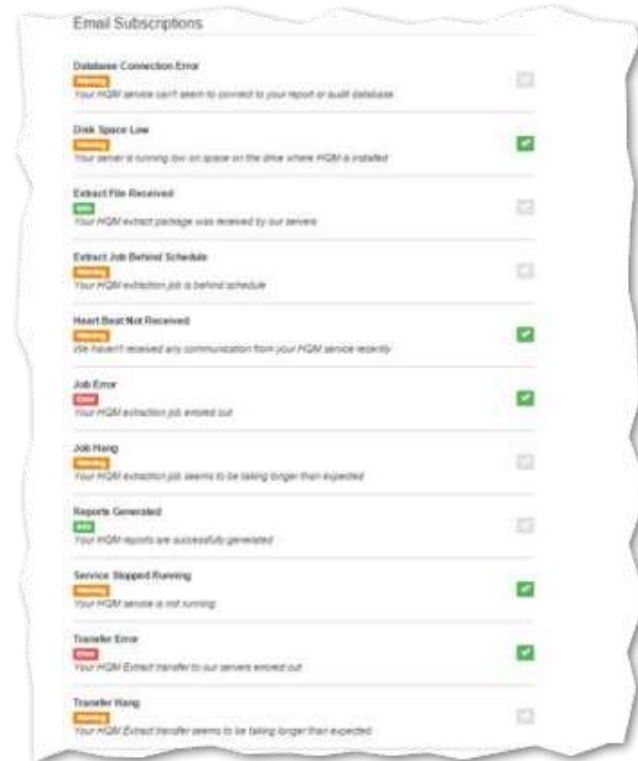 Email Subscriptions
Database Connection Error
Warning
Your HQM service can't seem to connect to your report or audit database
Disk Space Low
Warning
Your server is running low on space on the drive where HQM is installed
Extract File Received
Info
Your HQM extract package was received by our servers
Extract Job Behind Schedule
Warning
Your HQM extraction job is behind schedule
Heart Beat Not Received
Warning
We haven't received any communication from your HQM service recently
Job Error
Error
Your HQM extraction job errored out
Job Hang
Warning
Your HQM extraction job seems to be taking longer than expected
Reports Generated
Info
Your HQM reports are successfully generated
Service Stopped Running
Warning
Your HQM service is not running
Transfer Error
Error
Your HQM Extract transfer to our servers errored out
Transfer Hang
Warning
Your HQM Extract transfer seems to be taking longer than expected